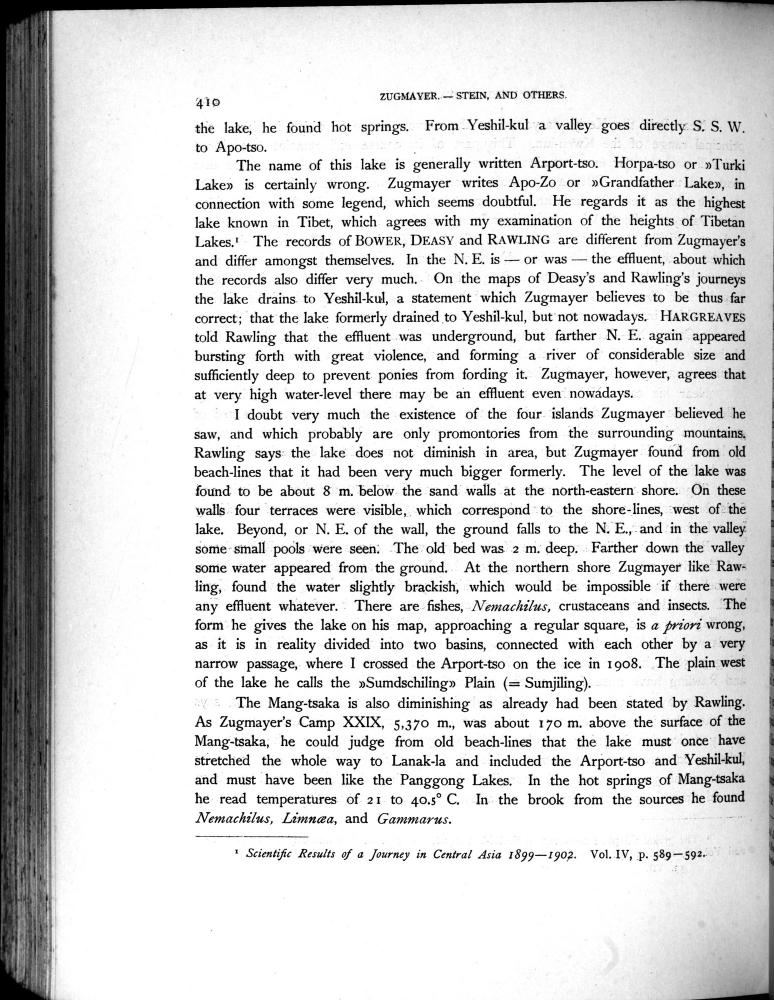 410
ZUGMAYER. — STEIN, AND OTHERS.
the lake, he found hot springs. From Yeshil-kul a valley goes directly S. S. W.
to Apo-tso.
The name of this lake is generally written Arport-tso. Horpa-tso or »Turki
Lake» is certainly wrong. Zugmayer writes Apo-Zo or »Grandfather Lake», in
connection with some legend, which seems doubtful. He regards it as the highest
lake known in Tibet, which agrees with my examination of the heights of Tibetan
Lakes.¹ The records of BOWER, DEASY and RAWLING are different from Zugmayer's
and differ amongst themselves. In the N. E. is — or was — the effluent, about which
the records also differ very much. On the maps of Deasy's and Rawling's journeys
the lake drains to Yeshil-kul, a statement which Zugmayer believes to be thus far
correct; that the lake formerly drained to Yeshil-kul, but not nowadays. HARGREAVES
told Rawling that the effluent was underground, but farther N. E. again appeared
bursting forth with great violence, and forming a river of considerable size and
sufficiently deep to prevent ponies from fording it. Zugmayer, however, agrees that
at very high water-level there may be an effluent even nowadays.
I doubt very much the existence of the four islands Zugmayer believed he
saw, and which probably are only promontories from the surrounding mountains.
Rawling says the lake does not diminish in area, but Zugmayer found from old
beach-lines that it had been very much bigger formerly. The level of the lake was
found to be about 8 m. below the sand walls at the north-eastern shore. On these
walls four terraces were visible, which correspond to the shore-lines, west of the
lake. Beyond, or N. E. of the wall, the ground falls to the N. E., and in the valley
some small pools were seen. The old bed was 2 m. deep. Farther down the valley
some water appeared from the ground. At the northern shore Zugmayer like Raw-
ling, found the water slightly brackish, which would be impossible if there were
any effluent whatever. There are fishes, Nemachilus, crustaceans and insects. The
form he gives the lake on his map, approaching a regular square, is a priori wrong,
as it is in reality divided into two basins, connected with each other by a very
narrow passage, where I crossed the Arport-tso on the ice in 1908. The plain west
of the lake he calls the »Sumdschiling» Plain (= Sumjiling).
The Mang-tsaka is also diminishing as already had been stated by Rawling.
As Zugmayer's Camp XXIX, 5,370 m., was about 170 m. above the surface of the
Mang-tsaka, he could judge from old beach-lines that the lake must once have
stretched the whole way to Lanak-la and included the Arport-tso and Yeshil-kul,
and must have been like the Panggong Lakes. In the hot springs of Mang-tsaka
he read temperatures of 21 to 40.5° C. In the brook from the sources he found
Nemachilus, Limnæa, and Gammarus.
¹ Scientific Results of a Journey in Central Asia 1899—1902. Vol. IV, p. 589—592.